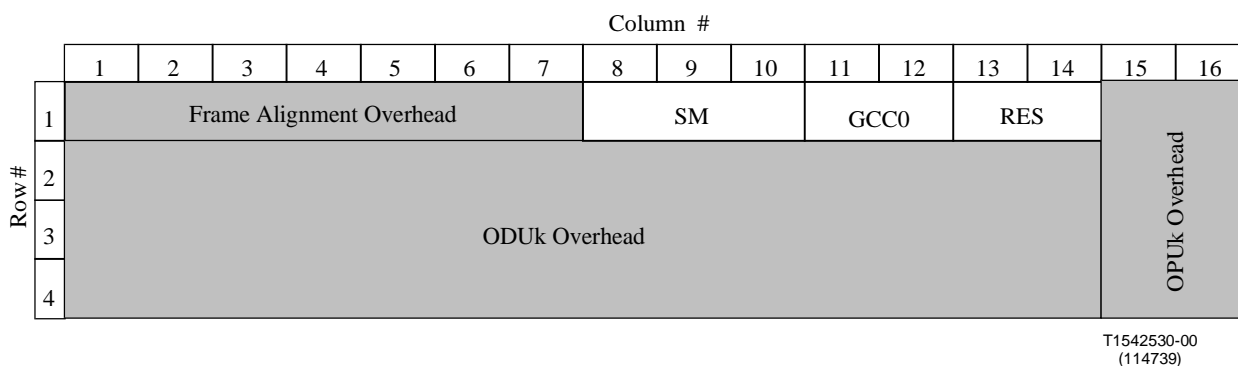 Column #
1 2 3 4 5 6 7 8 9 10 11 12 13 14 15 16
Row#
1 Frame Alignment Overhead SM GCC0 RES
2
3 ODUk Overhead
4
OPUk Overhead
T1542530-00
(114739)